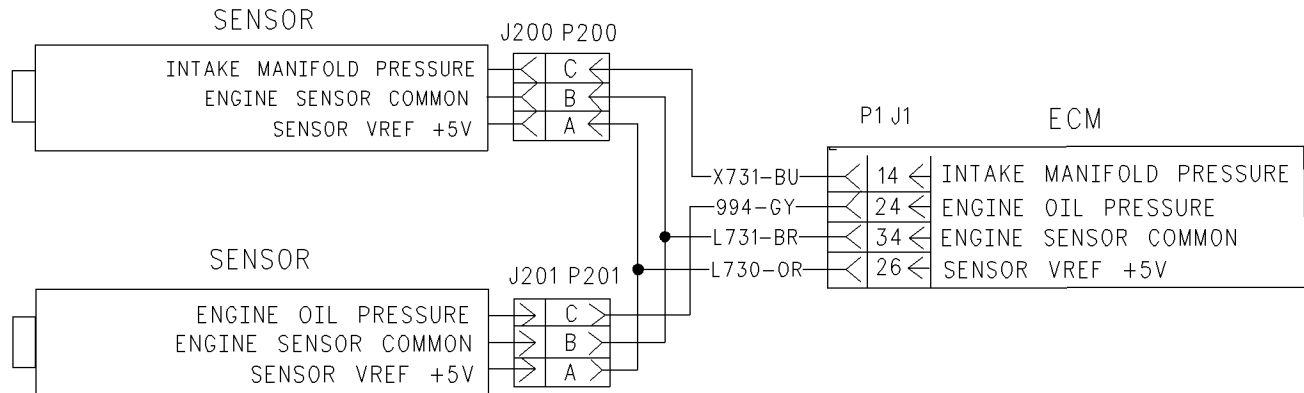 SENSOR
J200 P200
INTAKE MANIFOLD PRESSURE C
ENGINE SENSOR COMMON B
SENSOR VREF +5V A
P1 J1 ECM
X731-BU 14 INTAKE MANIFOLD PRESSURE
994-GY 24 ENGINE OIL PRESSURE
L731-BR 34 ENGINE SENSOR COMMON
L730-OR 26 SENSOR VREF +5V
SENSOR
J201 P201
ENGINE OIL PRESSURE C
ENGINE SENSOR COMMON B
SENSOR VREF +5V A